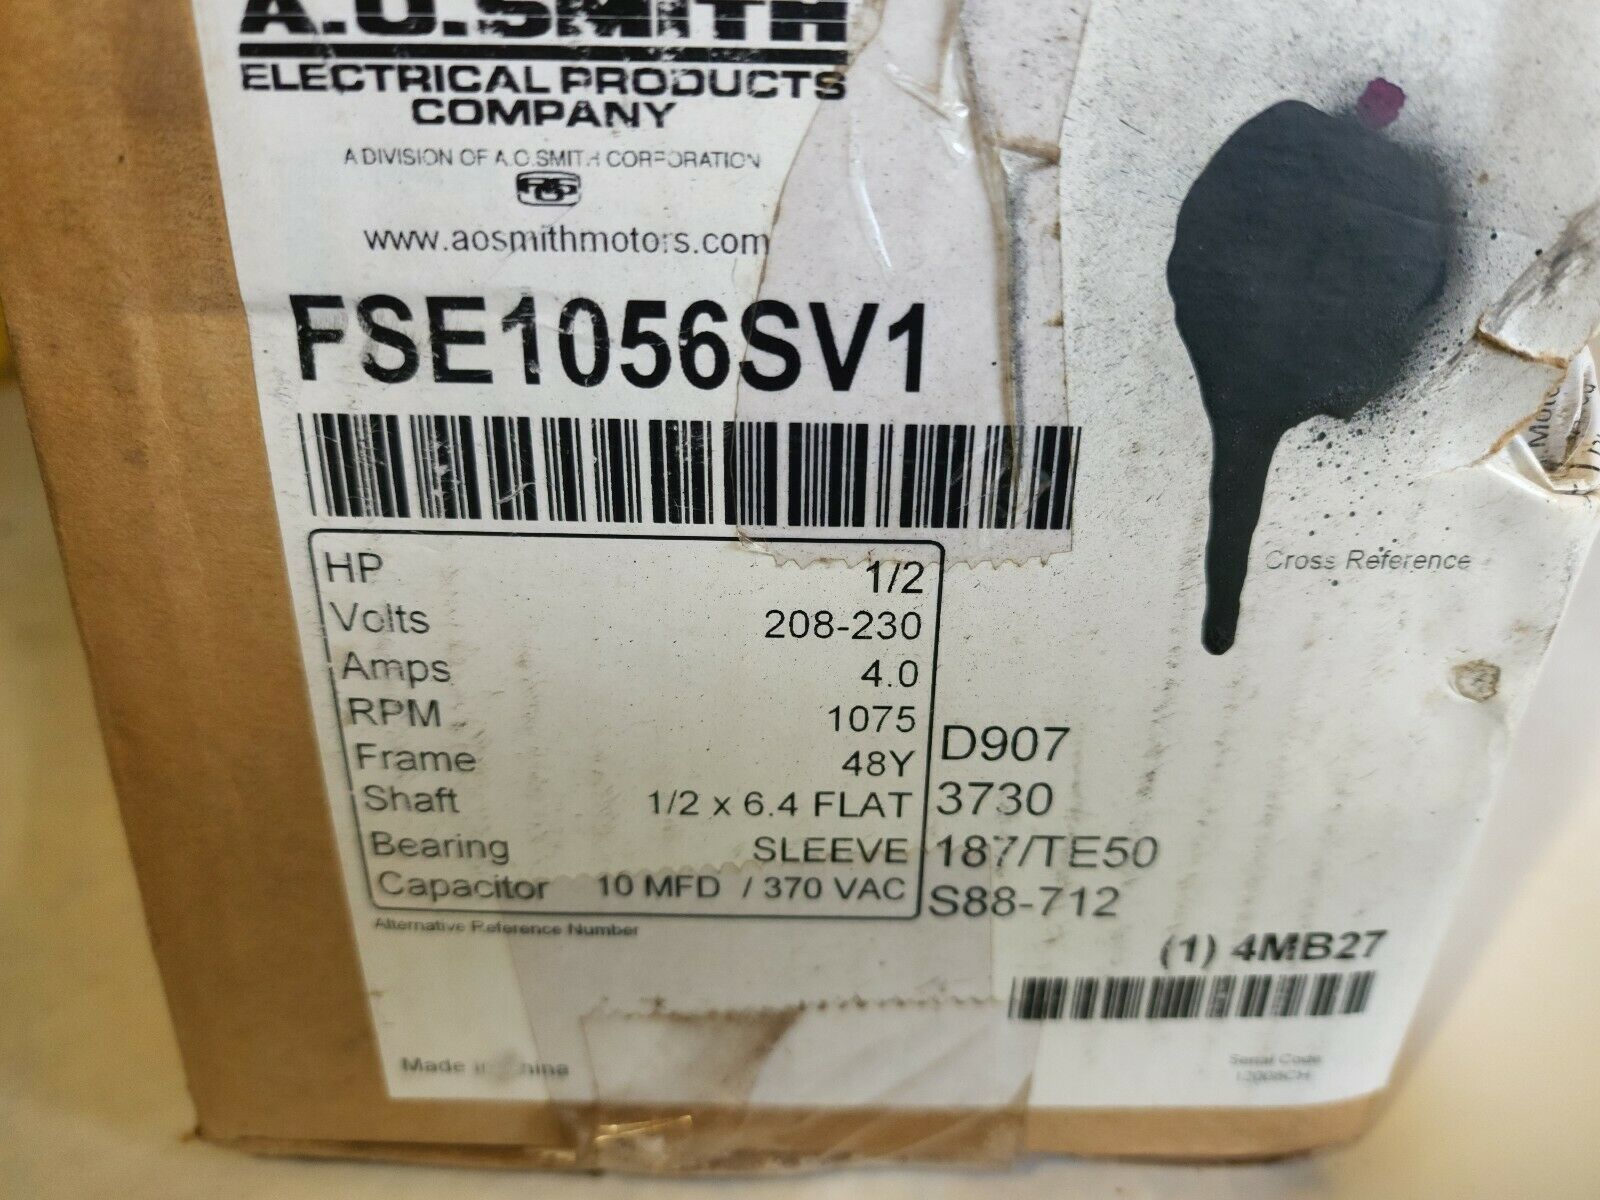 A.O.SMITH
ELECTRICAL PRODUCTS
COMPANY
A DIVISION OF A.O.SMITH CORPORATION
www.aosmithmotors.com
FSE1056SV1
HP 1/2
Volts 208-230
Amps 4.0
RPM 1075
Frame 48Y
Shaft 1/2 x 6.4 FLAT
Bearing SLEEVE
Capacitor 10 MFD / 370 VAC
Cross Reference
D907
3730
187/TE50
S88-712
Alternative Reference Number
(1) 4MB27
Made in China
Serial Code